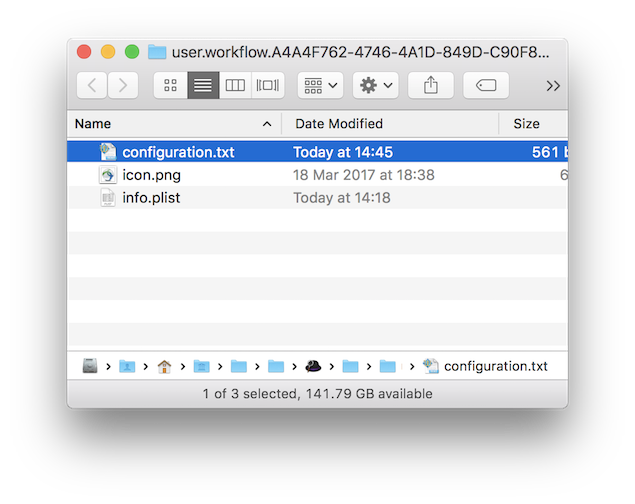 user.workflow.A4A4F762-4746-4A1D-849D-C90F8...
Name Date Modified Size
configuration.txt Today at 14:45 561 b
icon.png 18 Mar 2017 at 18:38 6
info.plist Today at 14:18
configuration.txt
1 of 3 selected, 141.79 GB available